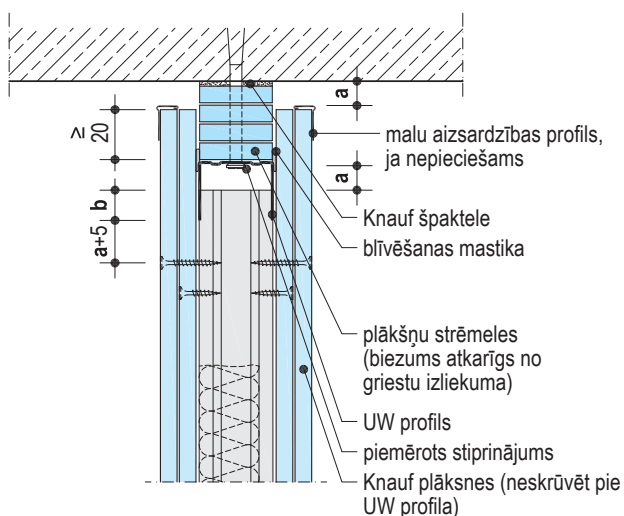 a
≥
20
malu aizsardzības profils,
ja nepieciešams
a
b
Knauf špaktele
a+5
blīvēšanas mastika
plākšņu strēmeles
(biezums atkarīgs no
griestu izliekuma)
UW profils
piemērots stiprinājums
Knauf plāksnes (neskrūvēt pie
UW profila)